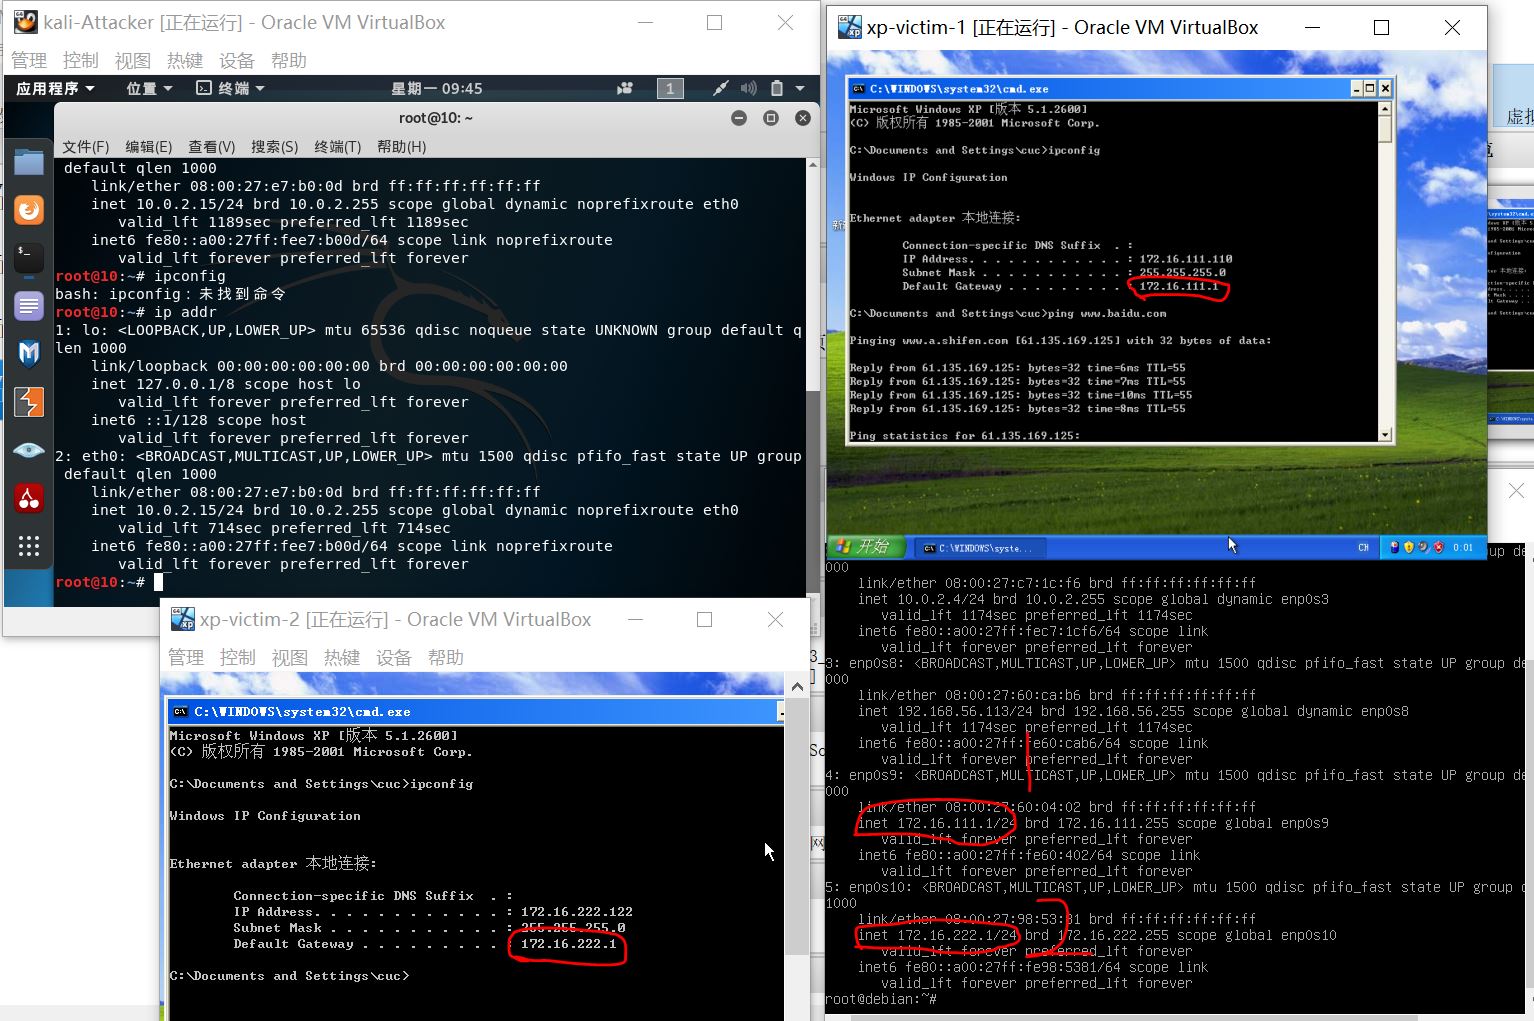 kali-Attacker [正在运行] - Oracle VM VirtualBox
管理 控制 视图 热键 设备 帮助
应用程序 位置 终端 星期一 09:45 1
root@10: ~
文件(F) 编辑(E) 查看(V) 搜索(S) 终端(T) 帮助(H)
default qlen 1000
link/ether 08:00:27:e7:b0:0d brd ff:ff:ff:ff:ff:ff
inet 10.0.2.15/24 brd 10.0.2.255 scope global dynamic noprefixroute eth0
valid_lft 1189sec preferred_lft 1189sec
inet6 fe80::a00:27ff:fee7:b00d/64 scope link noprefixroute
valid_lft forever preferred_lft forever
root@10:~# ipconfig
bash: ipconfig：未找到命令
root@10:~# ip addr
1: lo: <LOOPBACK,UP,LOWER_UP> mtu 65536 qdisc noqueue state UNKNOWN group default q
len 1000
link/loopback 00:00:00:00:00:00 brd 00:00:00:00:00:00
inet 127.0.0.1/8 scope host lo
valid_lft forever preferred_lft forever
inet6 ::1/128 scope host
valid_lft forever preferred_lft forever
2: eth0: <BROADCAST,MULTICAST,UP,LOWER_UP> mtu 1500 qdisc pfifo_fast state UP group
default qlen 1000
link/ether 08:00:27:e7:b0:0d brd ff:ff:ff:ff:ff:ff
inet 10.0.2.15/24 brd 10.0.2.255 scope global dynamic noprefixroute eth0
valid_lft 714sec preferred_lft 714sec
inet6 fe80::a00:27ff:fee7:b00d/64 scope link noprefixroute
valid_lft forever preferred_lft forever
root@10:~#
xp-victim-1 [正在运行] - Oracle VM VirtualBox
C:\WINDOWS\system32\cmd.exe
Microsoft Windows XP [版本 5.1.2600]
(C) 版权所有 1985-2001 Microsoft Corp.
C:\Documents and Settings\cuc>ipconfig
Windows IP Configuration
Ethernet adapter 本地连接:
Connection-specific DNS Suffix . :
IP Address. . . . . . . . . . . . : 172.16.111.110
Subnet Mask . . . . . . . . . . . : 255.255.255.0
Default Gateway . . . . . . . . . : 172.16.111.1
C:\Documents and Settings\cuc>ping www.baidu.com
Pinging www.a.shifen.com [61.135.169.125] with 32 bytes of data:
Reply from 61.135.169.125: bytes=32 time=6ms TTL=55
Reply from 61.135.169.125: bytes=32 time=7ms TTL=55
Reply from 61.135.169.125: bytes=32 time=10ms TTL=55
Reply from 61.135.169.125: bytes=32 time=8ms TTL=55
Ping statistics for 61.135.169.125:
开始 C:\WINDOWS\syste... CH 0:01
xp-victim-2 [正在运行] - Oracle VM VirtualBox
管理 控制 视图 热键 设备 帮助
C:\WINDOWS\system32\cmd.exe
Microsoft Windows XP [版本 5.1.2600]
(C) 版权所有 1985-2001 Microsoft Corp.
C:\Documents and Settings\cuc>ipconfig
Windows IP Configuration
Ethernet adapter 本地连接:
Connection-specific DNS Suffix . :
IP Address. . . . . . . . . . . . : 172.16.222.122
Subnet Mask . . . . . . . . . . . : 255.255.255.0
Default Gateway . . . . . . . . . : 172.16.222.1
C:\Documents and Settings\cuc>
000
link/ether 08:00:27:c7:1c:f6 brd ff:ff:ff:ff:ff:ff
inet 10.0.2.4/24 brd 10.0.2.255 scope global dynamic enp0s3
valid_lft 1174sec preferred_lft 1174sec
inet6 fe80::a00:27ff:fec7:1cf6/64 scope link
valid_lft forever preferred_lft forever
3: enp0s8: <BROADCAST,MULTICAST,UP,LOWER_UP> mtu 1500 qdisc pfifo_fast state UP group de
000
link/ether 08:00:27:60:ca:b6 brd ff:ff:ff:ff:ff:ff
inet 192.168.56.113/24 brd 192.168.56.255 scope global dynamic enp0s8
valid_lft 1174sec preferred_lft 1174sec
inet6 fe80::a00:27ff:fe60:cab6/64 scope link
valid_lft forever preferred_lft forever
4: enp0s9: <BROADCAST,MULTICAST,UP,LOWER_UP> mtu 1500 qdisc pfifo_fast state UP group de
000
link/ether 08:00:27:60:04:02 brd ff:ff:ff:ff:ff:ff
inet 172.16.111.1/24 brd 172.16.111.255 scope global enp0s9
valid_lft forever preferred_lft forever
inet6 fe80::a00:27ff:fe60:402/64 scope link
valid_lft forever preferred_lft forever
5: enp0s10: <BROADCAST,MULTICAST,UP,LOWER_UP> mtu 1500 qdisc pfifo_fast state UP group
1000
link/ether 08:00:27:98:53:81 brd ff:ff:ff:ff:ff:ff
inet 172.16.222.1/24 brd 172.16.222.255 scope global enp0s10
valid_lft forever preferred_lft forever
inet6 fe80::a00:27ff:fe98:5381/64 scope link
valid_lft forever preferred_lft forever
root@debian:~#